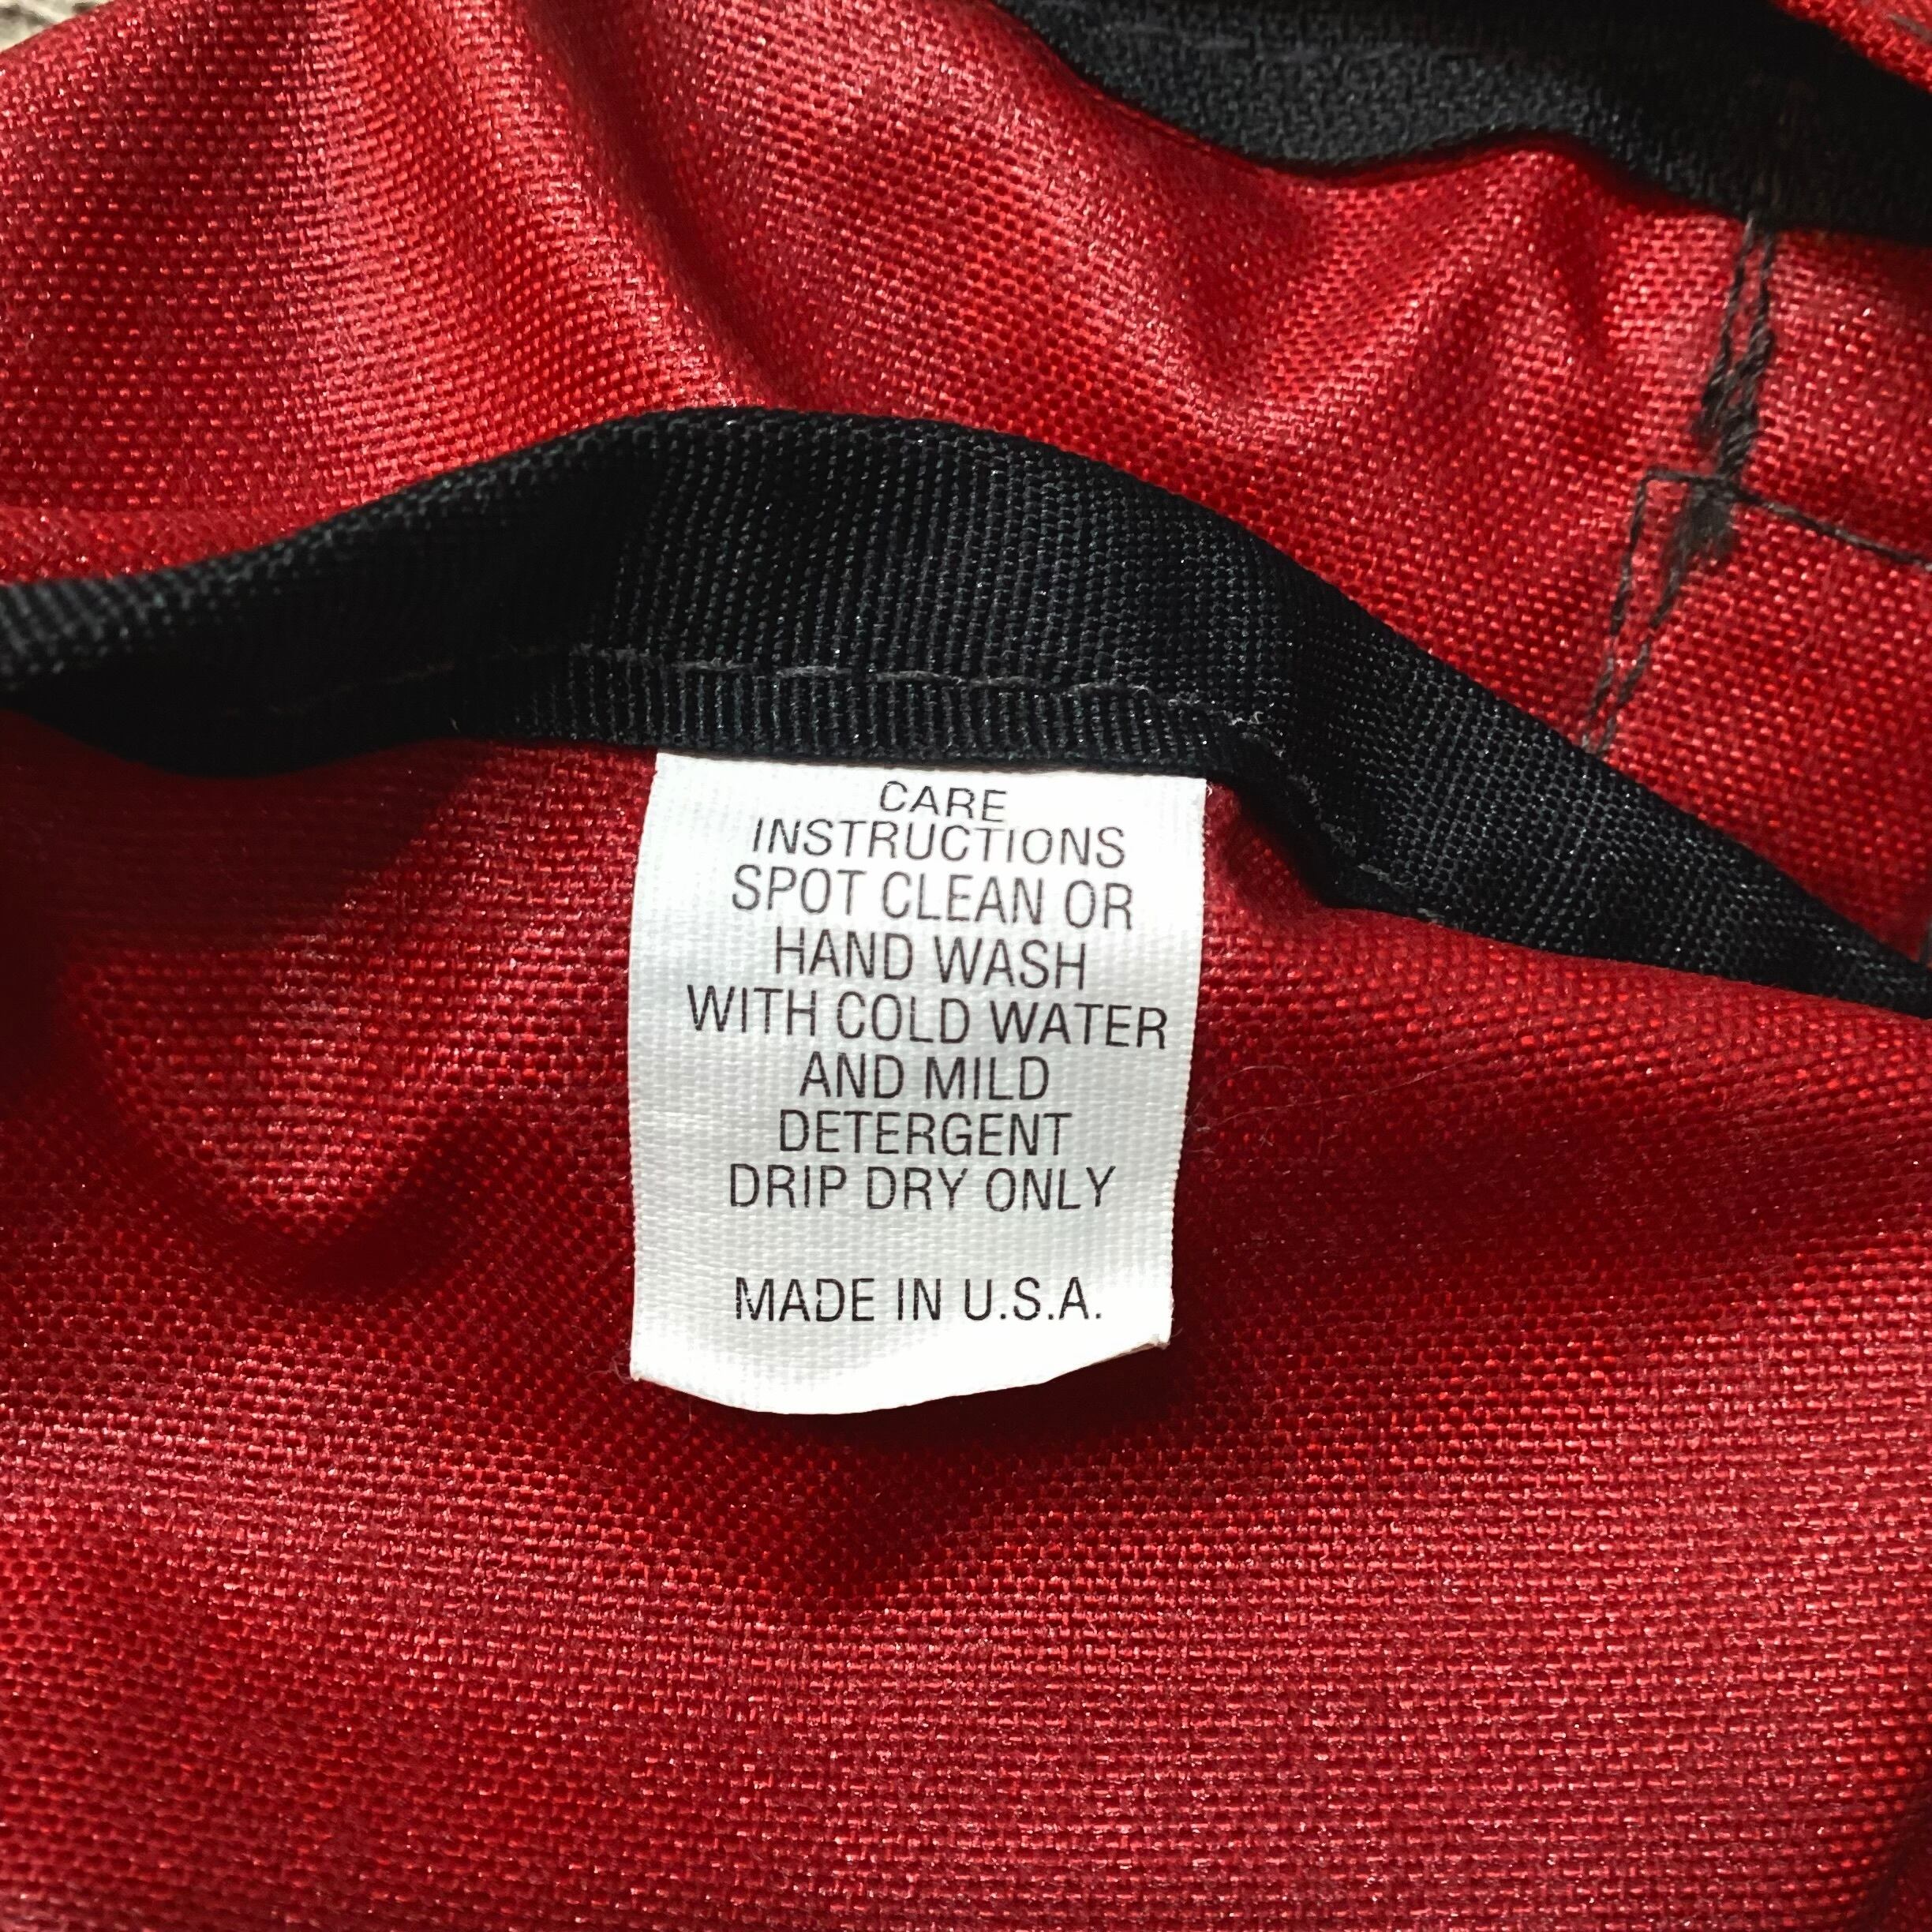 CARE
INSTRUCTIONS
SPOT CLEAN OR
HAND WASH
WITH COLD WATER
AND MILD
DETERGENT
DRIP DRY ONLY
MADE IN U.S.A.